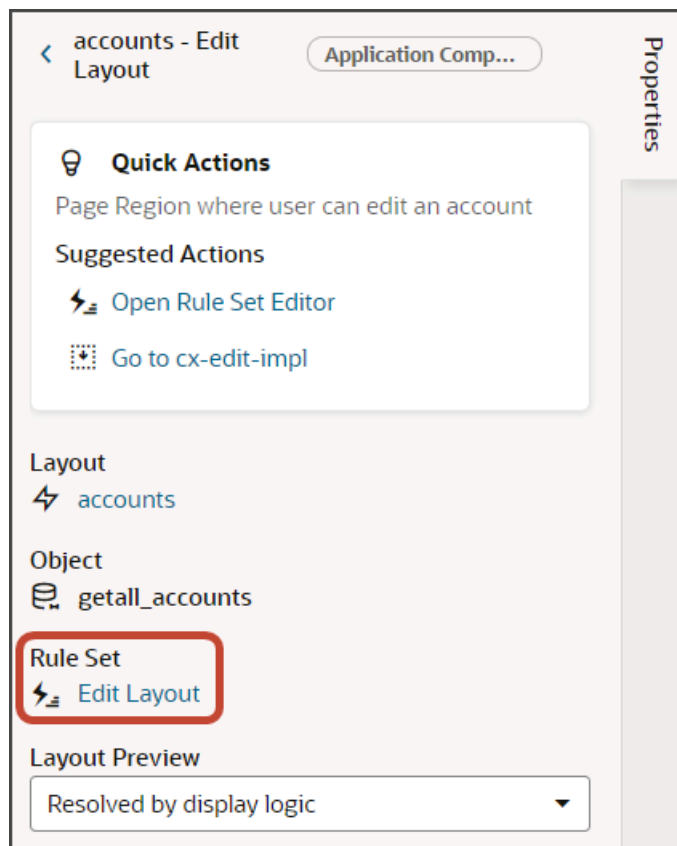 accounts - Edit
Layout
Application Comp...
Properties
Quick Actions
Page Region where user can edit an account
Suggested Actions
Open Rule Set Editor
Go to cx-edit-impl
Layout
accounts
Object
getall_accounts
Rule Set
Edit Layout
Layout Preview
Resolved by display logic